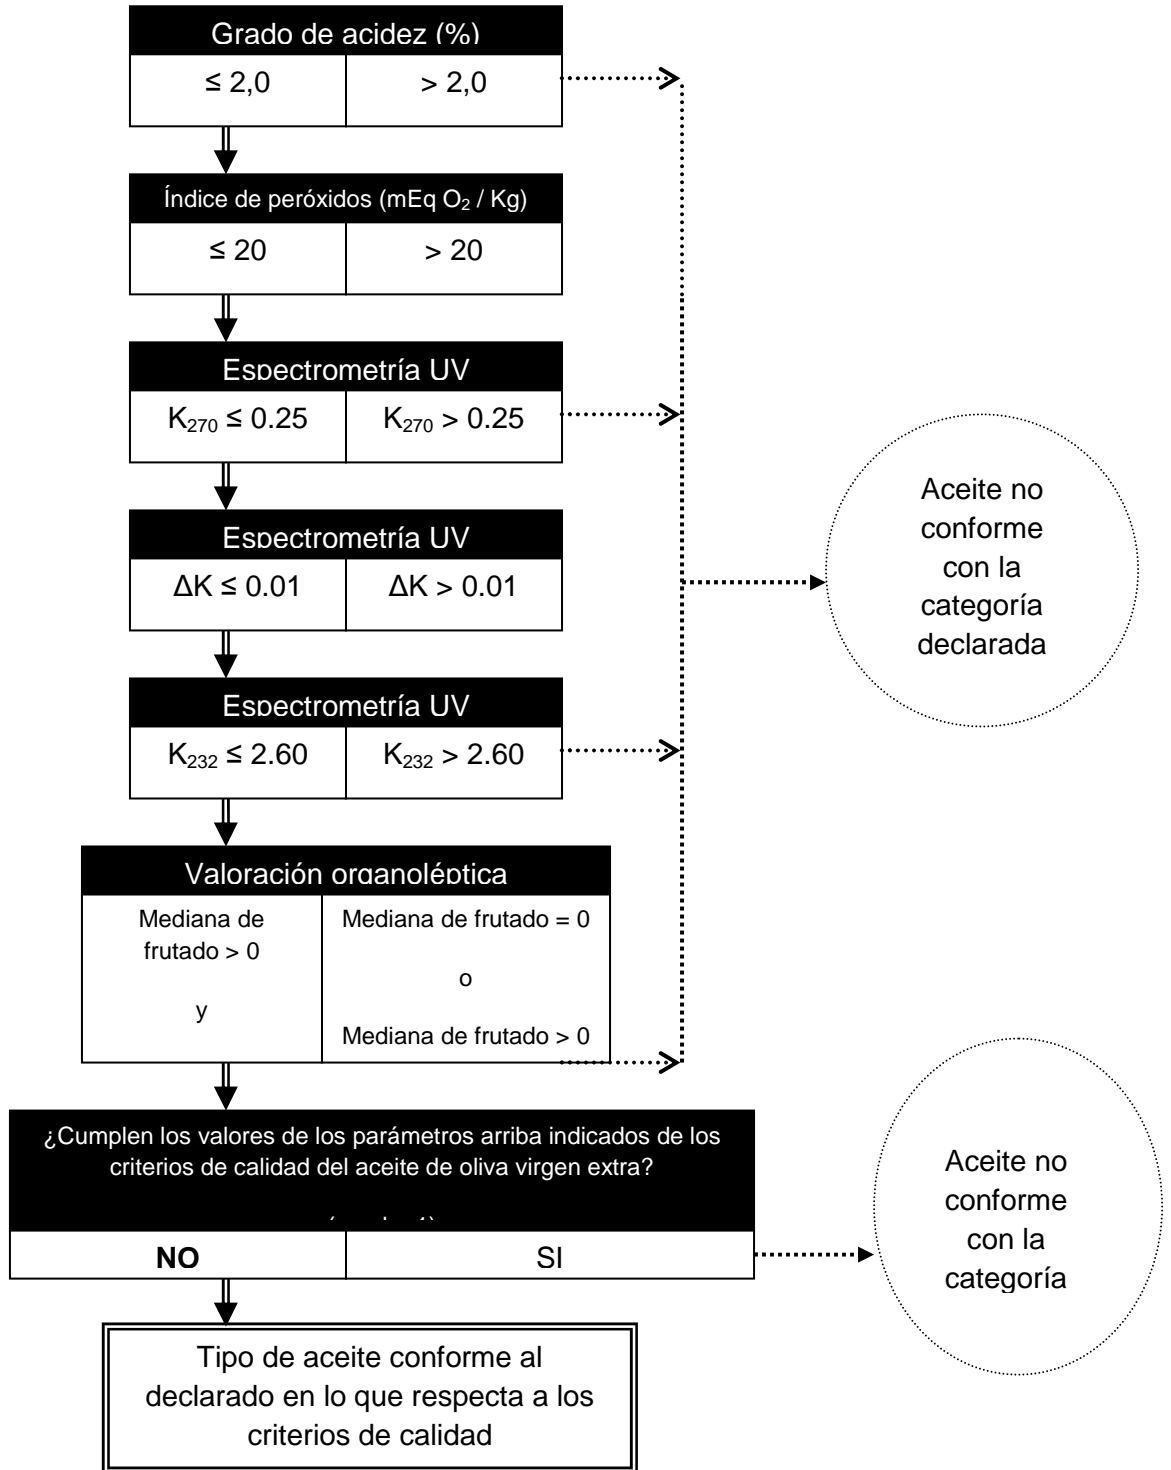 Grado de acidez (%)
≤ 2,0
> 2,0
Índice de peróxidos (mEq O₂ / Kg)
≤ 20
> 20
Espectrometría UV
K₂₇₀ ≤ 0.25
K₂₇₀ > 0.25
Espectrometría UV
ΔK ≤ 0.01
ΔK > 0.01
Espectrometría UV
K₂₃₂ ≤ 2.60
K₂₃₂ > 2.60
Valoración organoléptica
Mediana de
frutado > 0
y
Mediana de frutado = 0
o
Mediana de frutado > 0
¿Cumplen los valores de los parámetros arriba indicados de los
criterios de calidad del aceite de oliva virgen extra?
NO
SI
Tipo de aceite conforme al
declarado en lo que respecta a los
criterios de calidad
Aceite no
conforme
con la
categoría
declarada
Aceite no
conforme
con la
categoría